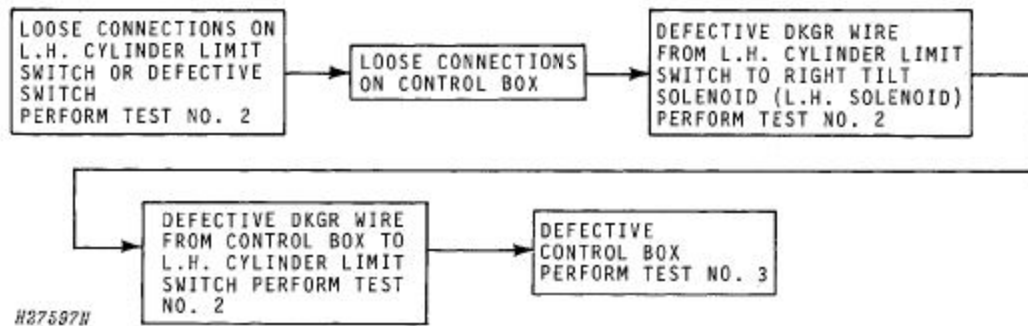 LOOSE CONNECTIONS ON
L.H. CYLINDER LIMIT
SWITCH OR DEFECTIVE
SWITCH
PERFORM TEST NO. 2
LOOSE CONNECTIONS
ON CONTROL BOX
DEFECTIVE DKGR WIRE
FROM L.H. CYLINDER LIMIT
SWITCH TO RIGHT TILT
SOLENOID (L.H. SOLENOID)
PERFORM TEST NO. 2
DEFECTIVE DKGR WIRE
FROM CONTROL BOX TO
L.H. CYLINDER LIMIT
SWITCH PERFORM TEST
NO. 2
DEFECTIVE
CONTROL BOX
PERFORM TEST NO. 3
H27597N